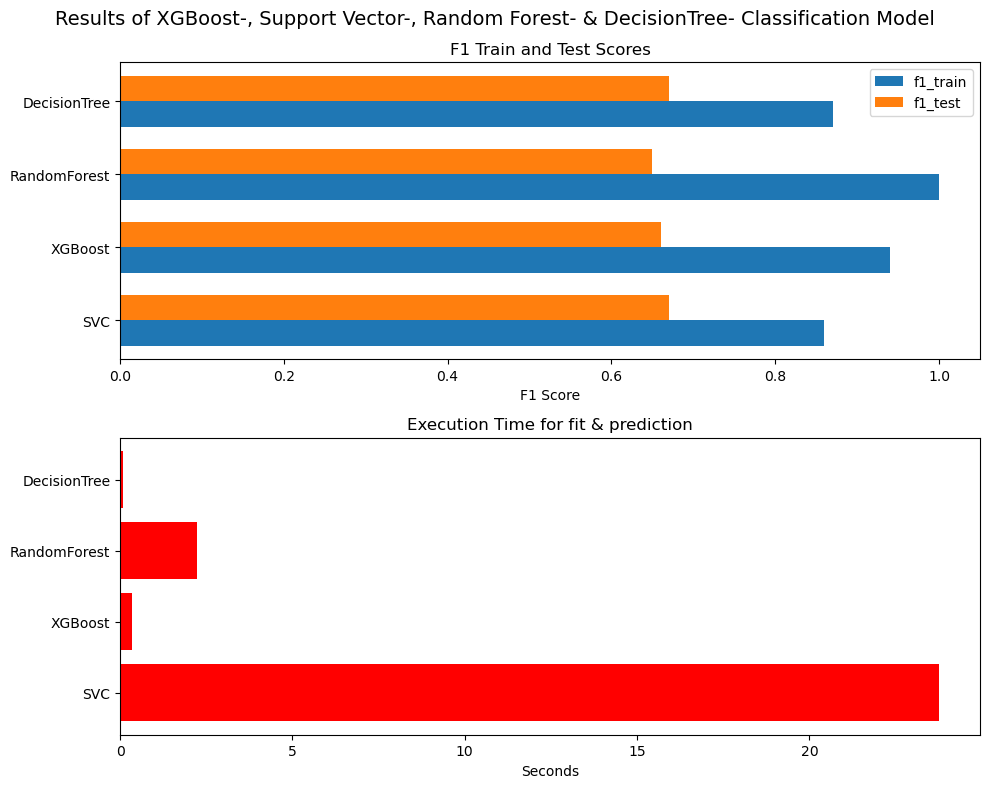 Results of XGBoost-, Support Vector-, Random Forest- & DecisionTree- Classification Model
F1 Train and Test Scores
f1_train
f1_test
DecisionTree
RandomForest
XGBoost
SVC
0.0 0.2 0.4 0.6 0.8 1.0
F1 Score
Execution Time for fit & prediction
DecisionTree
RandomForest
XGBoost
SVC
0 5 10 15 20
Seconds